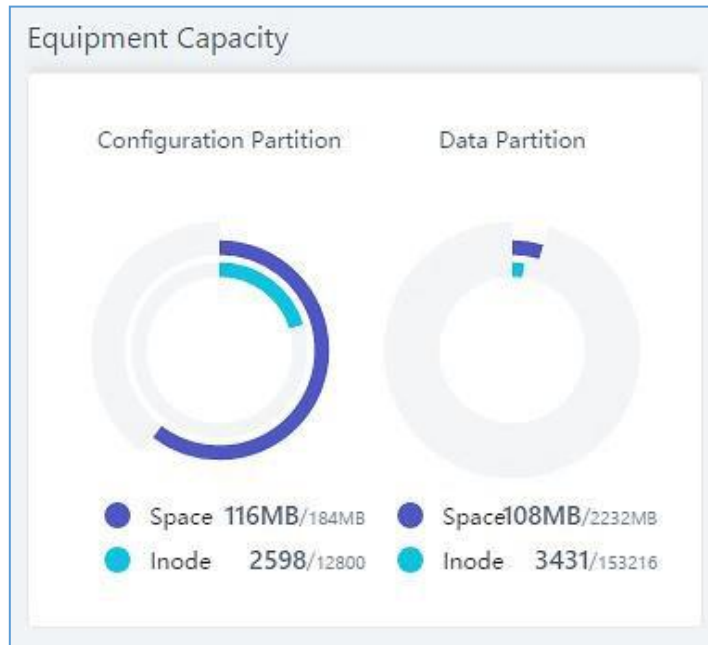 Equipment Capacity
Configuration Partition
Data Partition
Space 116MB/184MB
Inode 2598/12800
Space108MB/2232MB
Inode 3431/153216